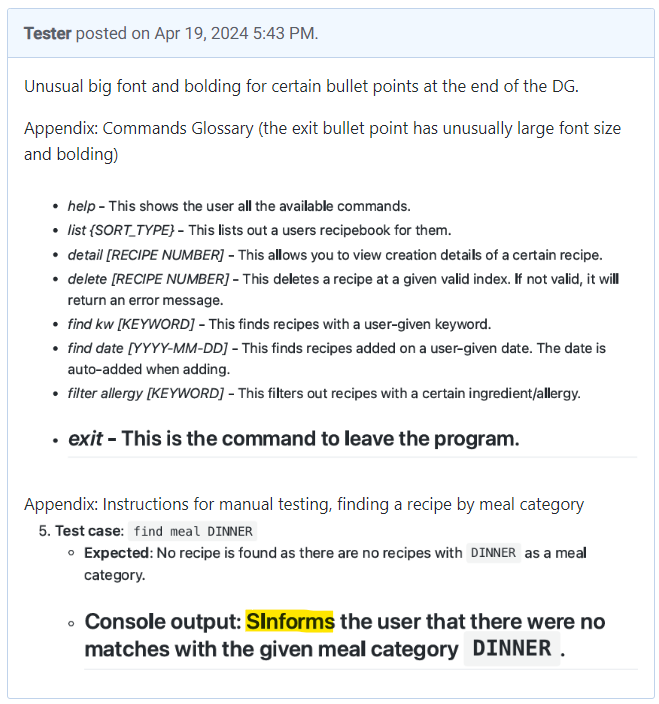 Tester posted on Apr 19, 2024 5:43 PM.
Unusual big font and bolding for certain bullet points at the end of the DG.
Appendix: Commands Glossary (the exit bullet point has unusually large font size
and bolding)
• help – This shows the user all the available commands.
• list {SORT_TYPE} – This lists out a users recipebook for them.
• detail [RECIPE NUMBER] – This allows you to view creation details of a certain recipe.
• delete [RECIPE NUMBER] – This deletes a recipe at a given valid index. If not valid, it will
return an error message.
• find kw [KEYWORD] – This finds recipes with a user-given keyword.
• find date [YYYY-MM-DD] – This finds recipes added on a user-given date. The date is
auto-added when adding.
• filter allergy [KEYWORD] – This filters out recipes with a certain ingredient/allergy.
• exit – This is the command to leave the program.
Appendix: Instructions for manual testing, finding a recipe by meal category
5. Test case: find meal DINNER
○ Expected: No recipe is found as there are no recipes with DINNER as a meal
category.
○ Console output: SInforms the user that there were no
matches with the given meal category DINNER .